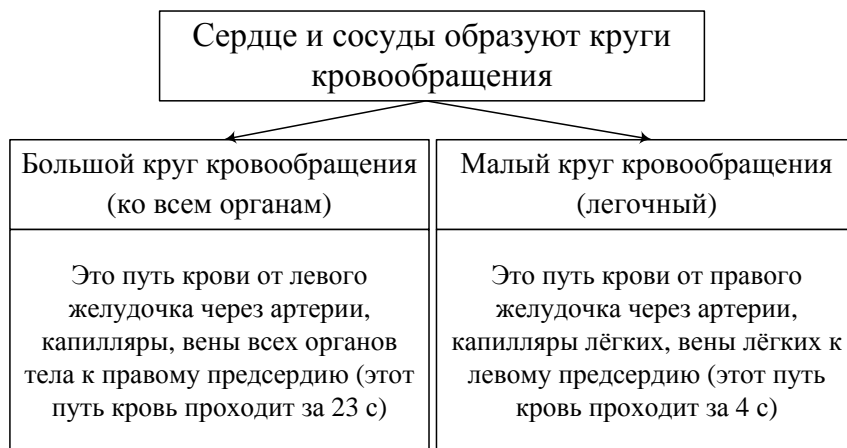 Сердце и сосуды образуют круги
кровообращения
Большой круг кровообращения
(ко всем органам)
Малый круг кровообращения
(легочный)
Это путь крови от левого
желудочка через артерии,
капилляры, вены всех органов
тела к правому предсердию (этот
путь кровь проходит за 23 с)
Это путь крови от правого
желудочка через артерии,
капилляры лёгких, вены лёгких к
левому предсердию (этот путь
кровь проходит за 4 с)